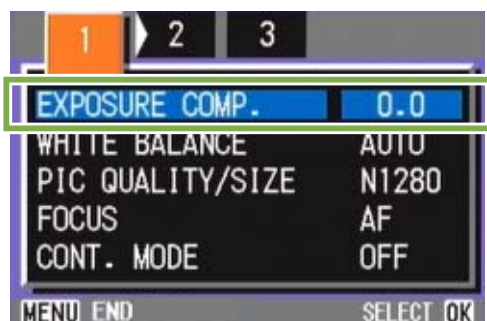 1 2 3
EXPOSURE COMP. 0.0
WHITE BALANCE AUTO
PIC QUALITY/SIZE N1280
FOCUS AF
CONT. MODE OFF
MENU END SELECT OK